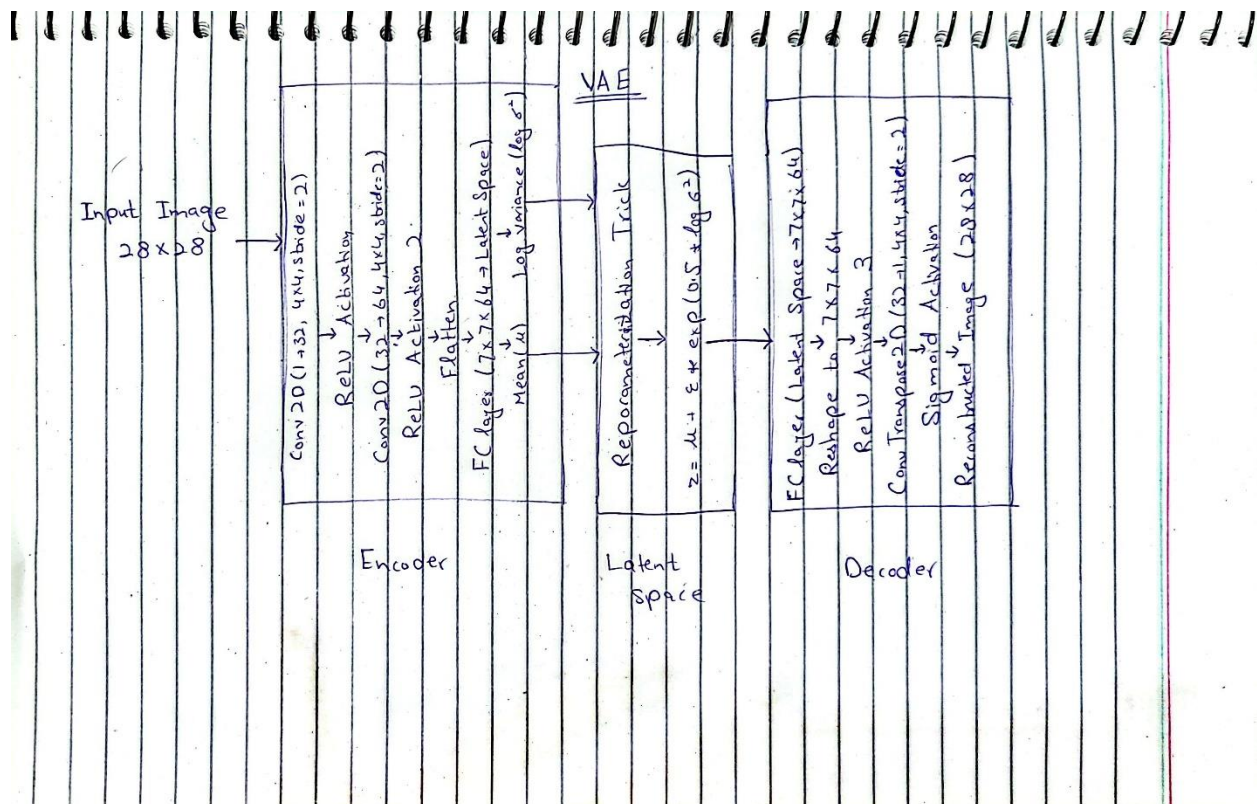 VAE
Input Image
28x28
Conv2D(1→32, 4x4, stride=2)
ReLU Activation
Conv2D(32→64, 4x4, stride=2)
ReLU Activation 2
Flatten
FC layer (7x7x64→Latent Space)
Mean(μ) Log Variance (log σ²)
Encoder
Reparameterization Trick
z = μ + ε * exp(0.5 * log σ²)
Latent
Space
FC layer (Latent Space→7x7x64)
Reshape to 7x7x64
ReLU Activation 3
ConvTranspose2D(32→1, 4x4, stride=2)
Sigmoid Activation
Reconstructed Image (28x28)
Decoder